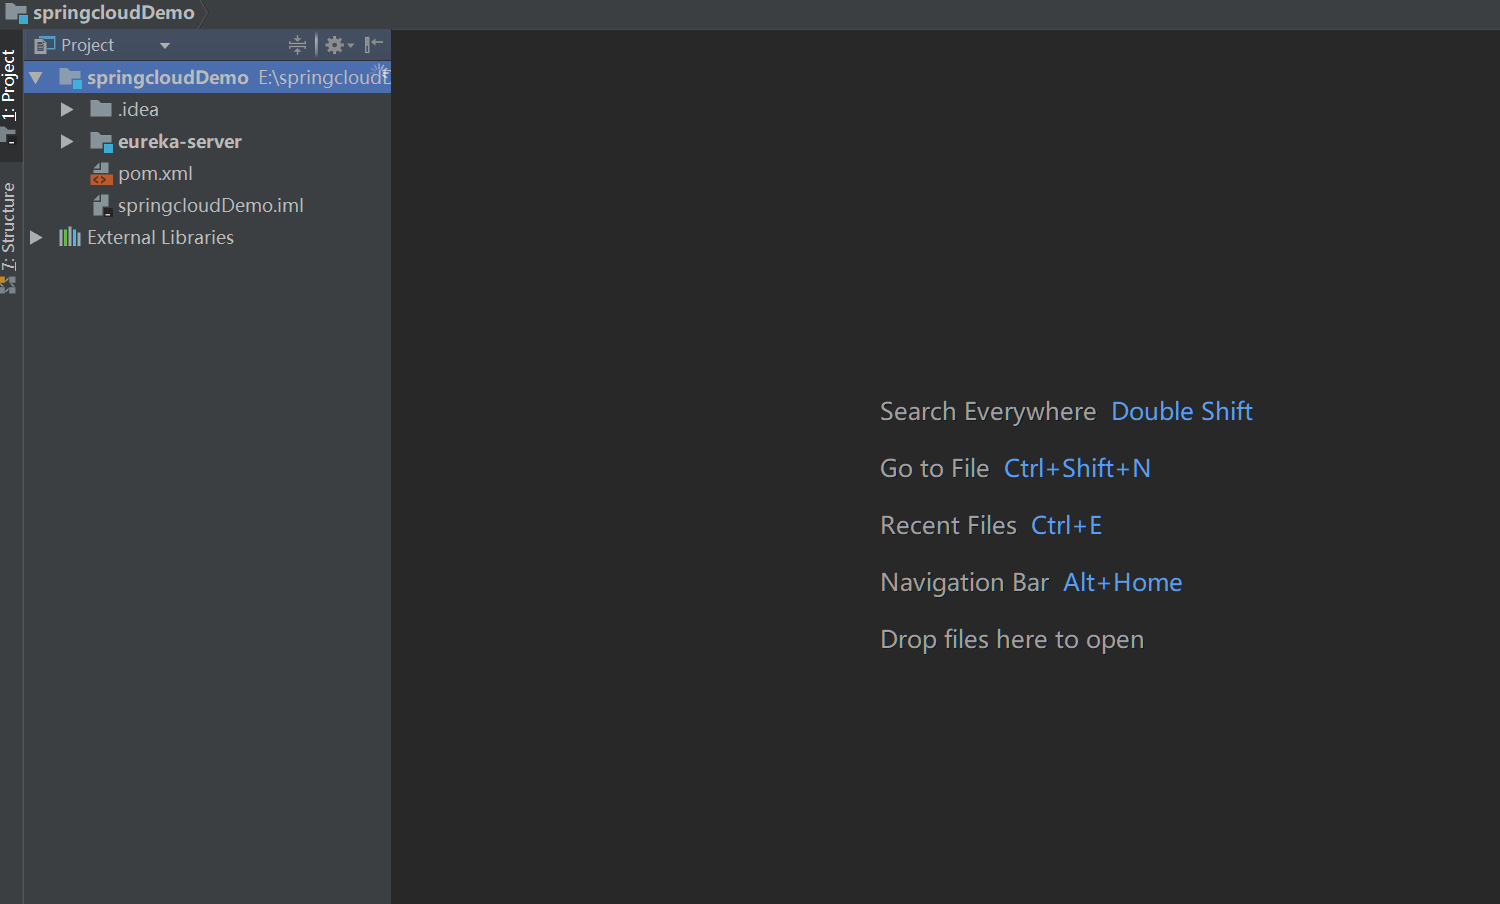 springcloudDemo
1: Project
7: Structure
Project
springcloudDemo E:\springcloud
.idea
eureka-server
pom.xml
springcloudDemo.iml
External Libraries
Search Everywhere Double Shift
Go to File Ctrl+Shift+N
Recent Files Ctrl+E
Navigation Bar Alt+Home
Drop files here to open